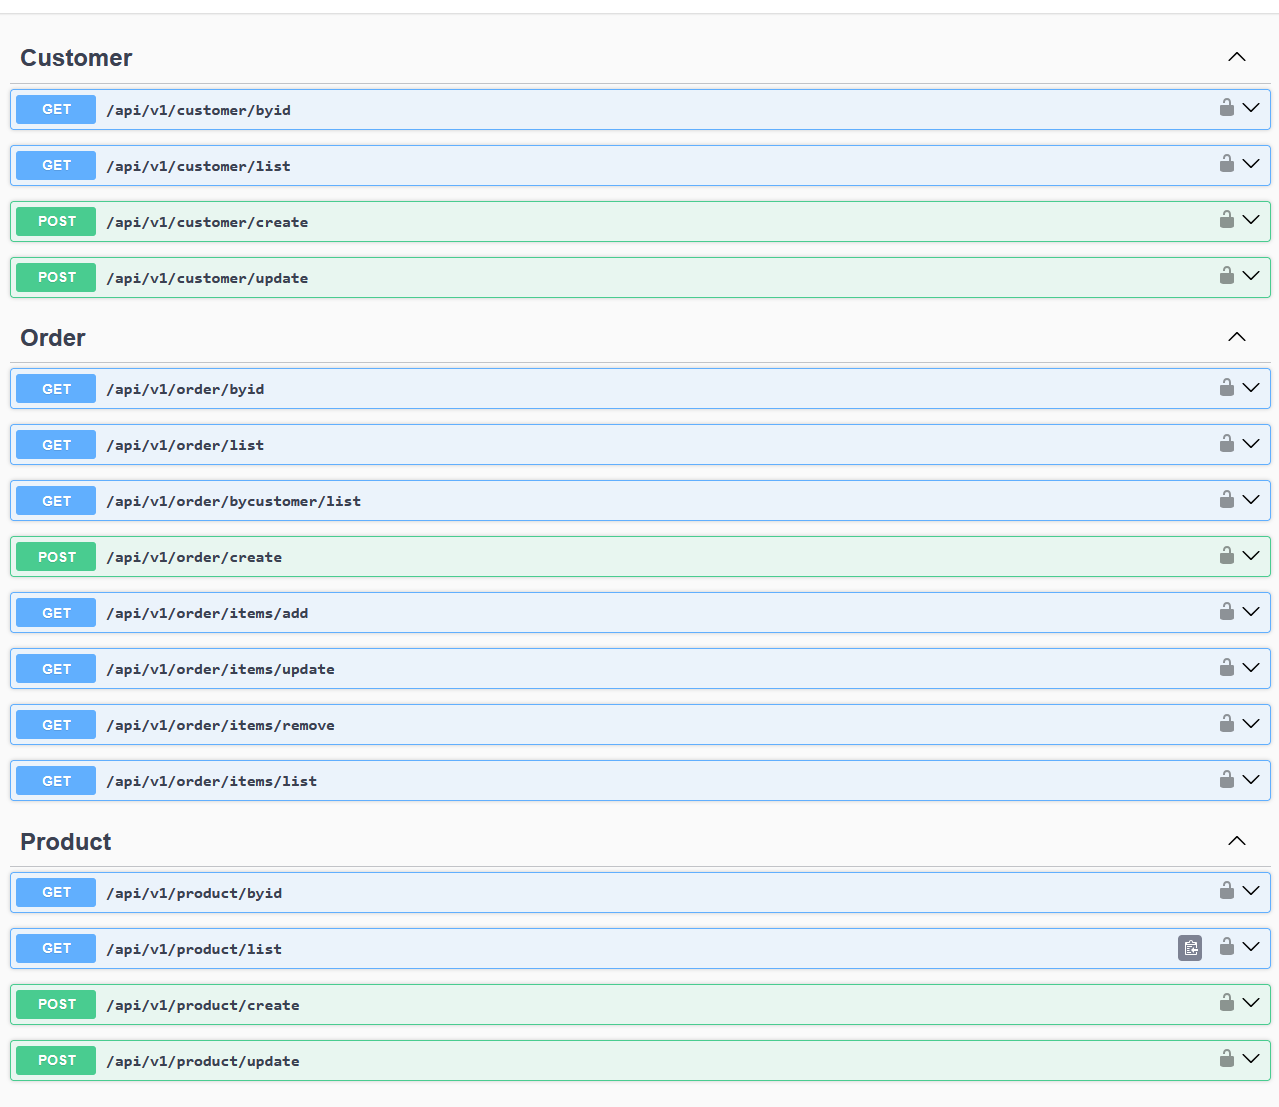 Customer
GET /api/v1/customer/byid
GET /api/v1/customer/list
POST /api/v1/customer/create
POST /api/v1/customer/update
Order
GET /api/v1/order/byid
GET /api/v1/order/list
GET /api/v1/order/bycustomer/list
POST /api/v1/order/create
GET /api/v1/order/items/add
GET /api/v1/order/items/update
GET /api/v1/order/items/remove
GET /api/v1/order/items/list
Product
GET /api/v1/product/byid
GET /api/v1/product/list
POST /api/v1/product/create
POST /api/v1/product/update